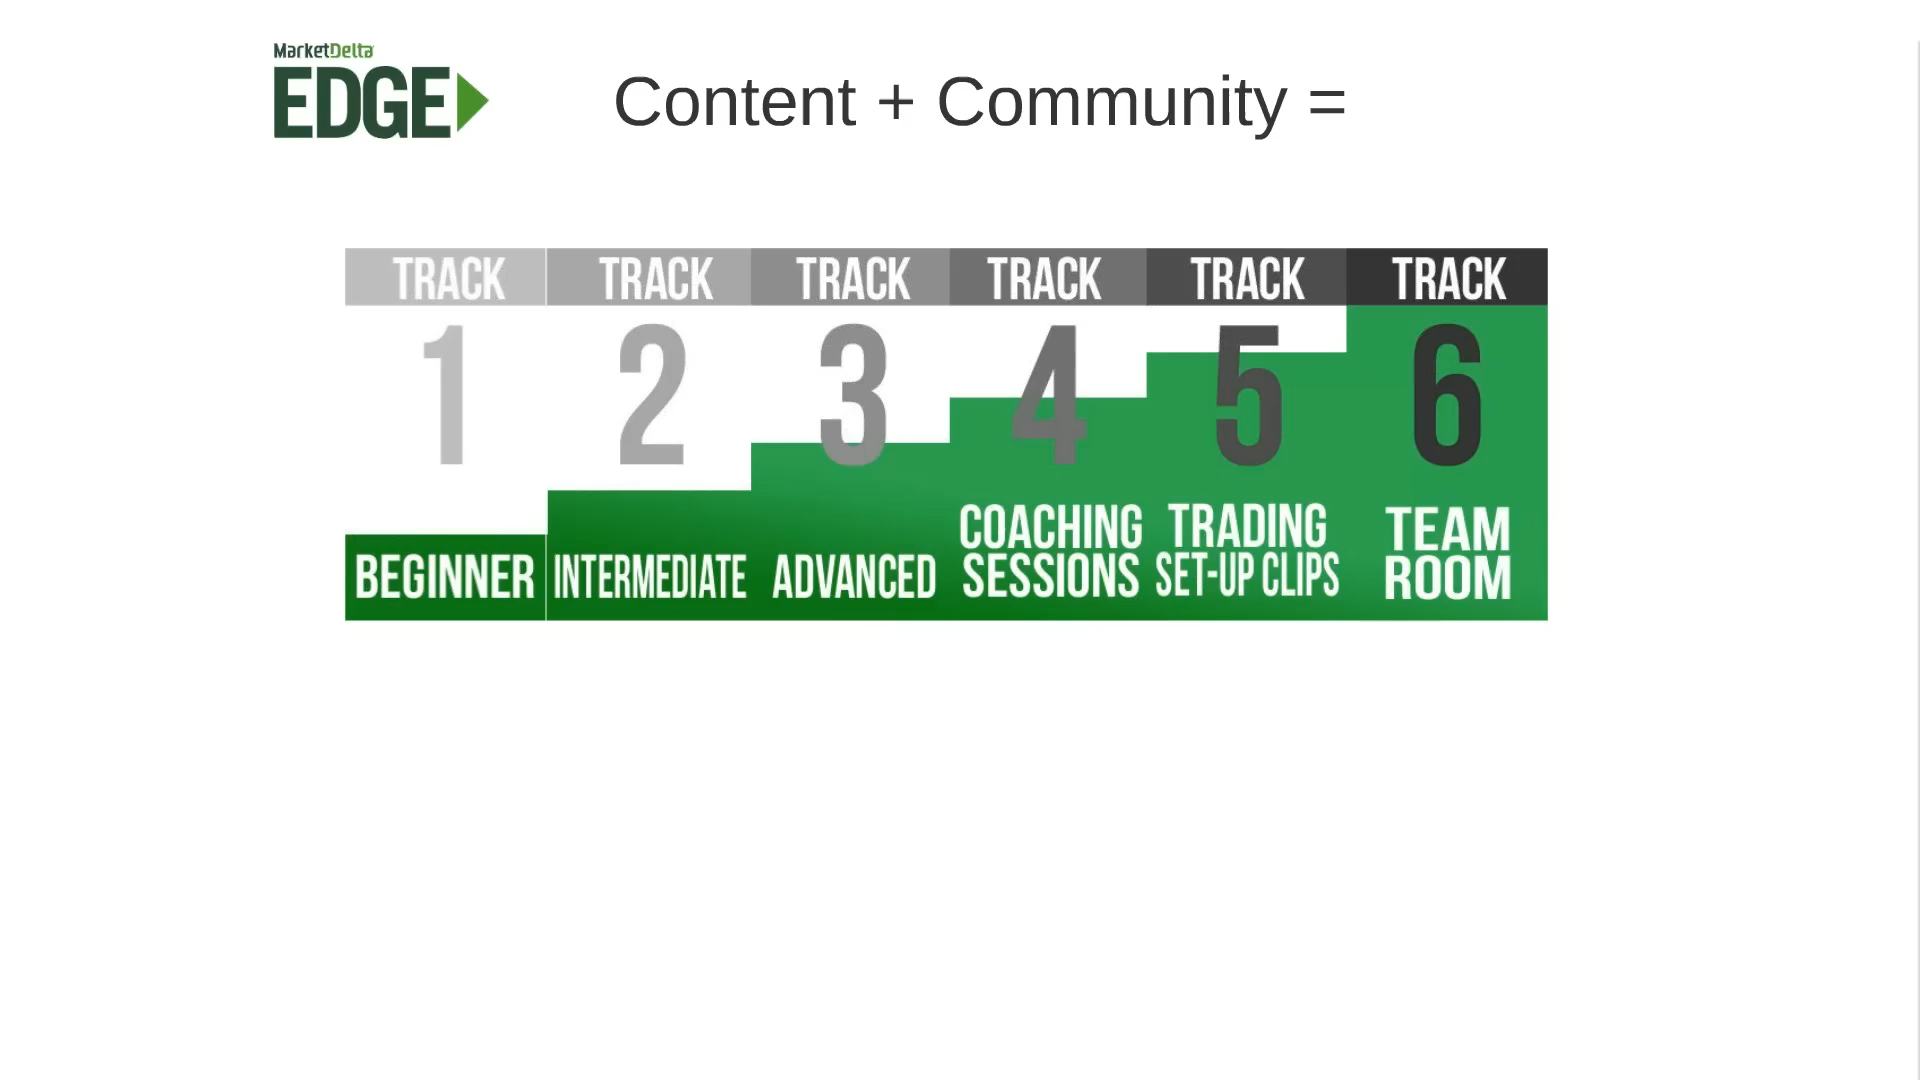 MarketDelta
EDGE
Content + Community =
TRACK TRACK TRACK TRACK TRACK TRACK
1 2 3 4 5 6
BEGINNER
INTERMEDIATE
ADVANCED
COACHING
SESSIONS
TRADING
SET-UP CLIPS
TEAM
ROOM